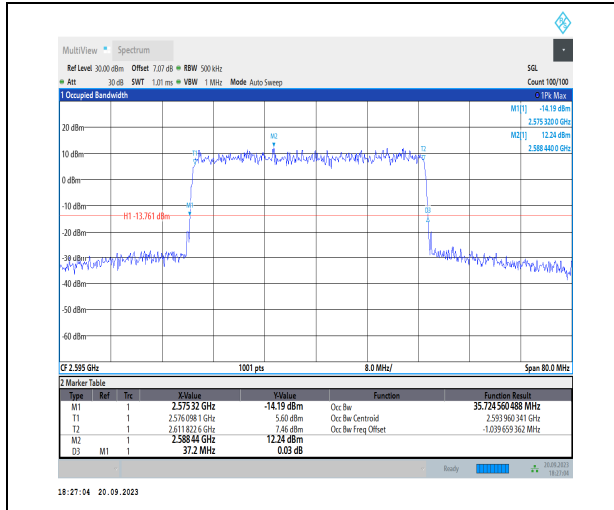 MultiView Spectrum
Ref Level 30.00 dBm Offset 7.07 dB RBW 500 kHz SGL
Att 30 dB SWT 1.01 ms VBW 1 MHz Mode Auto Sweep Count 100/100
1 Occupied Bandwidth 1Pk Max
M1[1] -14.19 dBm
2.575 320 0 GHz
M2[1] 12.24 dBm
2.588 440 0 GHz
20 dBm
M2
T1
T2
10 dBm
0 dBm
-10 dBm
M1
D3
H1 -13.761 dBm
-20 dBm
-30 dBm
-40 dBm
-50 dBm
-60 dBm
CF 2.595 GHz 1001 pts 8.0 MHz/ Span 80.0 MHz
2 Marker Table
Type Ref Trc X-Value Y-Value Function Function Result
M1 1 2.575 32 GHz -14.19 dBm Occ Bw 35.724 560 488 MHz
T1 1 2.576 098 1 GHz 5.60 dBm Occ Bw Centroid 2.593 960 341 GHz
T2 1 2.611 822 6 GHz 7.46 dBm Occ Bw Freq Offset -1.039 659 362 MHz
M2 1 2.588 44 GHz 12.24 dBm
D3 M1 1 37.2 MHz 0.03 dB
Ready 20.09.2023
18:27:04
18:27:04 20.09.2023